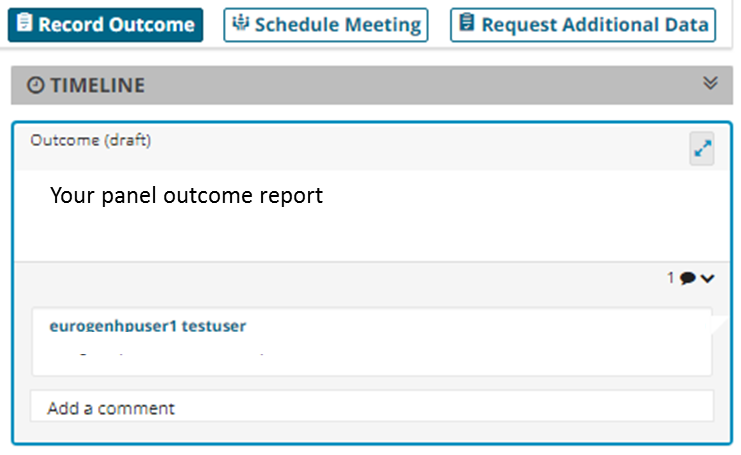 Record Outcome Schedule Meeting Request Additional Data
TIMELINE
Outcome (draft)
Your panel outcome report
1
eurogenhpuser1 testuser
Add a comment